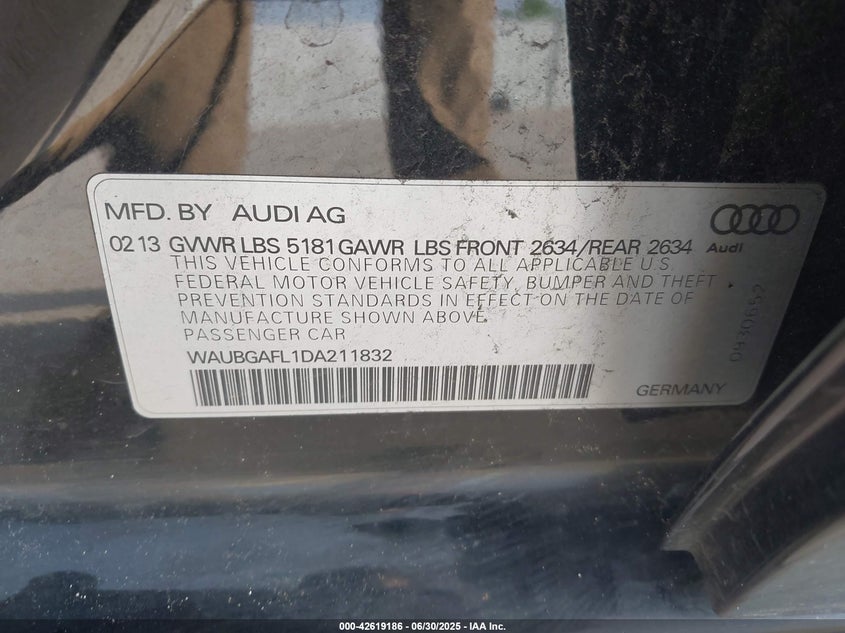 MFD. BY AUDI AG
02 13 GVWR LBS 5181 GAWR LBS FRONT 2634/REAR 2634
Audi
THIS VEHICLE CONFORMS TO ALL APPLICABLE U.S.
FEDERAL MOTOR VEHICLE SAFETY, BUMPER AND THEFT
PREVENTION STANDARDS IN EFFECT ON THE DATE OF
MANUFACTURE SHOWN ABOVE.
PASSENGER CAR
WAUBGAFL1DA211832
GERMANY
0930652
000-42619186 - 06/30/2025 - IAA Inc.